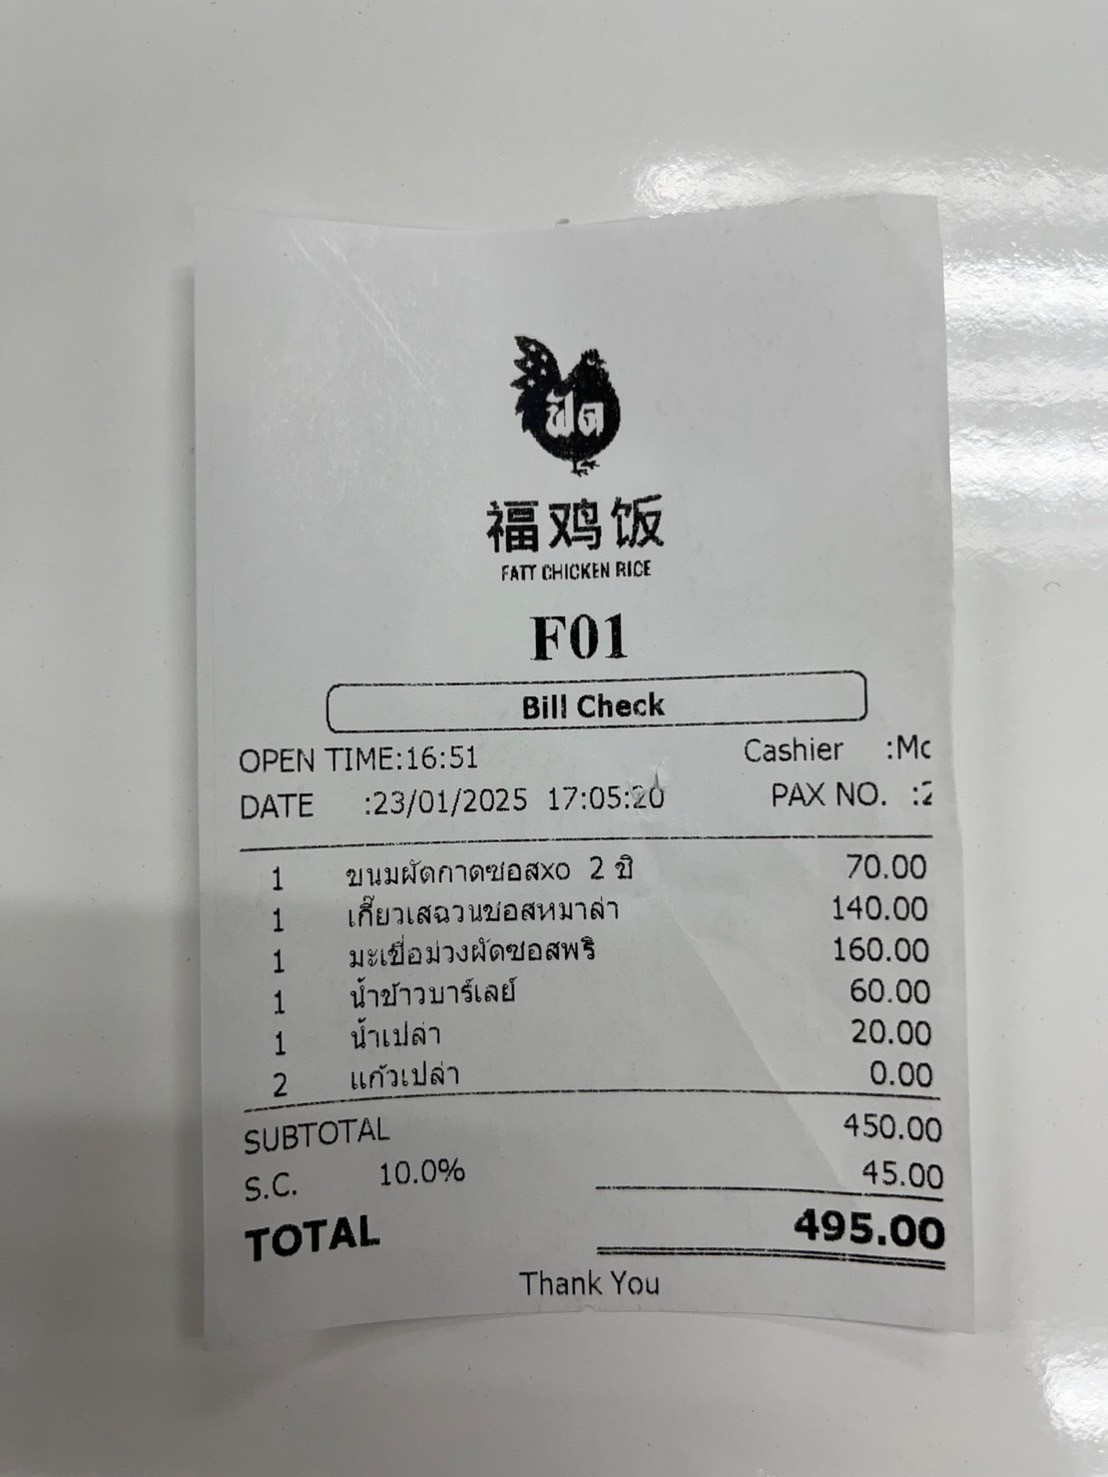 ฟัด
福鸡饭
FATT CHICKEN RICE
F01
Bill Check
OPEN TIME:16:51 Cashier :Mc
DATE :23/01/2025 17:05:20 PAX NO. :2
1 ขนมผัดกาดซอสxo 2 ชิ 70.00
1 เกี๊ยวเสฉวนซอสหมาล่า 140.00
1 มะเขื่อม่วงผัดซอสพริ 160.00
1 น้ำข้าวบาร์เลย์ 60.00
1 น้ำเปล่า 20.00
2 แก้วเปล่า 0.00
SUBTOTAL 450.00
S.C. 10.0% 45.00
TOTAL 495.00
Thank You